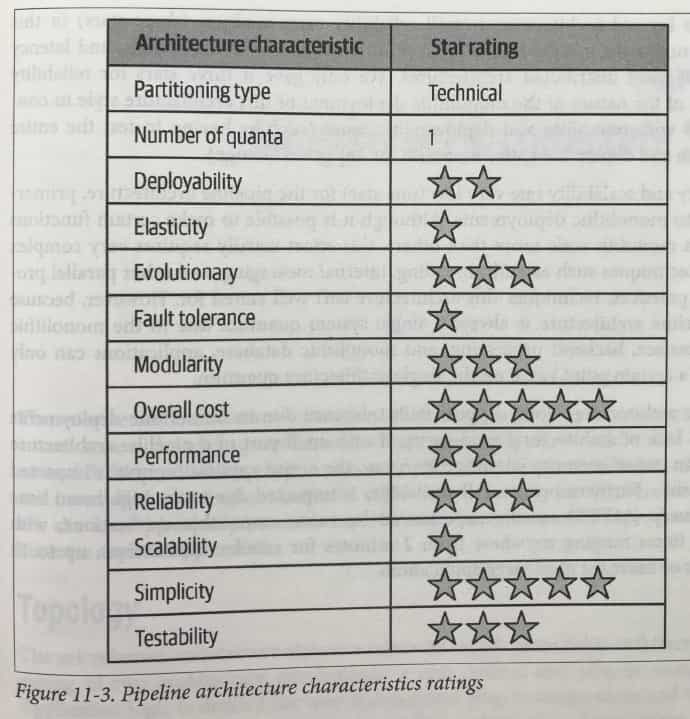 Architecture characteristic Star rating
Partitioning type Technical
Number of quanta 1
Deployability ☆☆
Elasticity ☆
Evolutionary ☆☆☆
Fault tolerance ☆
Modularity ☆☆☆
Overall cost ☆☆☆☆☆
Performance ☆☆
Reliability ☆☆☆
Scalability ☆
Simplicity ☆☆☆☆☆
Testability ☆☆☆
Figure 11-3. Pipeline architecture characteristics ratings